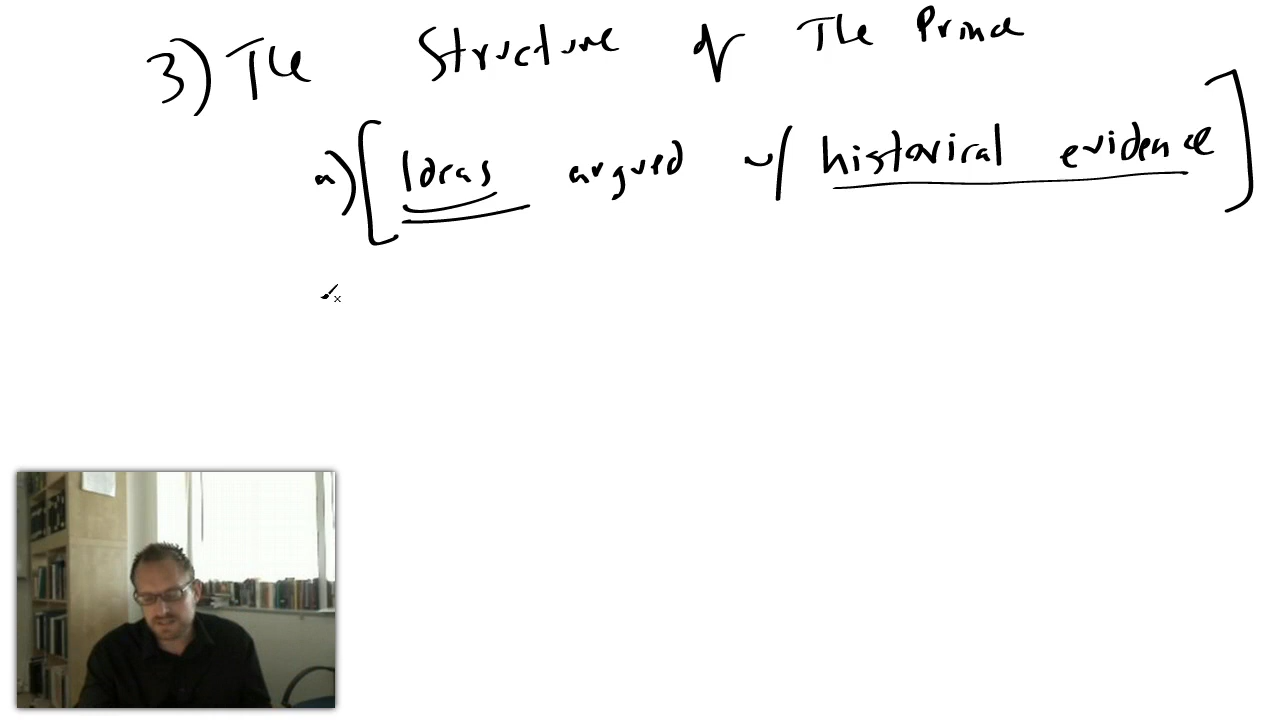 3) The Structure of The Prince
a) [Ideas argued w/ historical evidence]